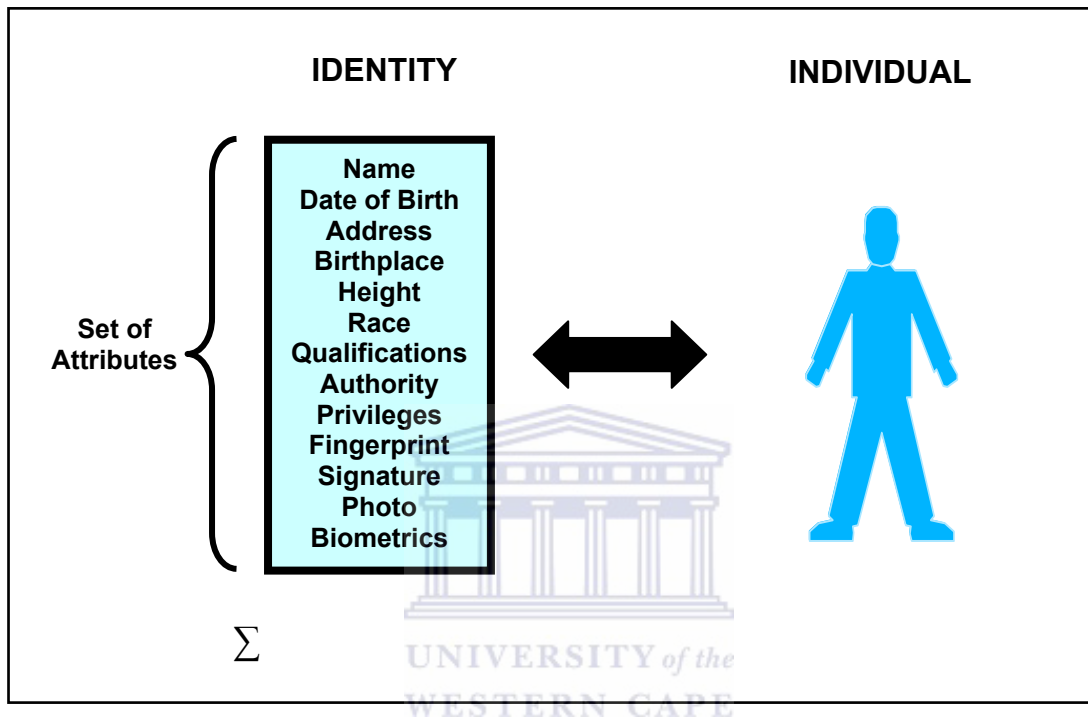 IDENTITY
INDIVIDUAL
Set of
Attributes
Name
Date of Birth
Address
Birthplace
Height
Race
Qualifications
Authority
Privileges
Fingerprint
Signature
Photo
Biometrics
∑
UNIVERSITY of the
WESTERN CAPE